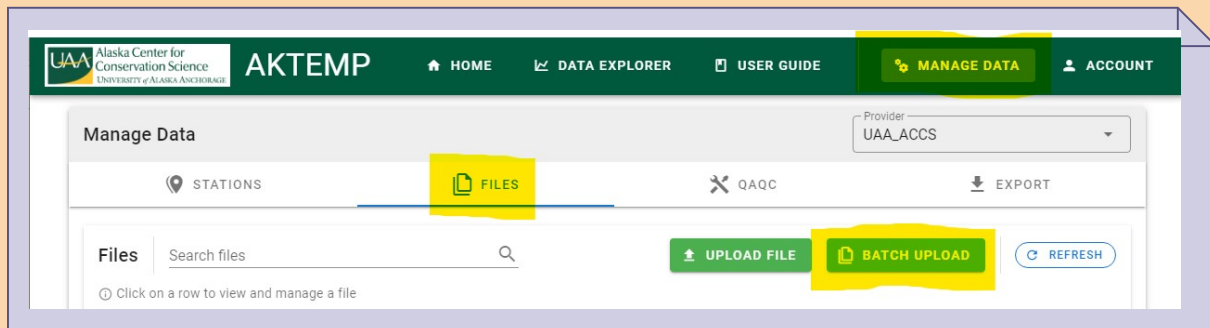 UAA Alaska Center for
Conservation Science
UNIVERSITY of ALASKA ANCHORAGE
AKTEMP
HOME
DATA EXPLORER
USER GUIDE
MANAGE DATA
ACCOUNT
Manage Data
Provider
UAA_ACCS
STATIONS
FILES
QAQC
EXPORT
Files
Search files
UPLOAD FILE
BATCH UPLOAD
REFRESH
Click on a row to view and manage a file